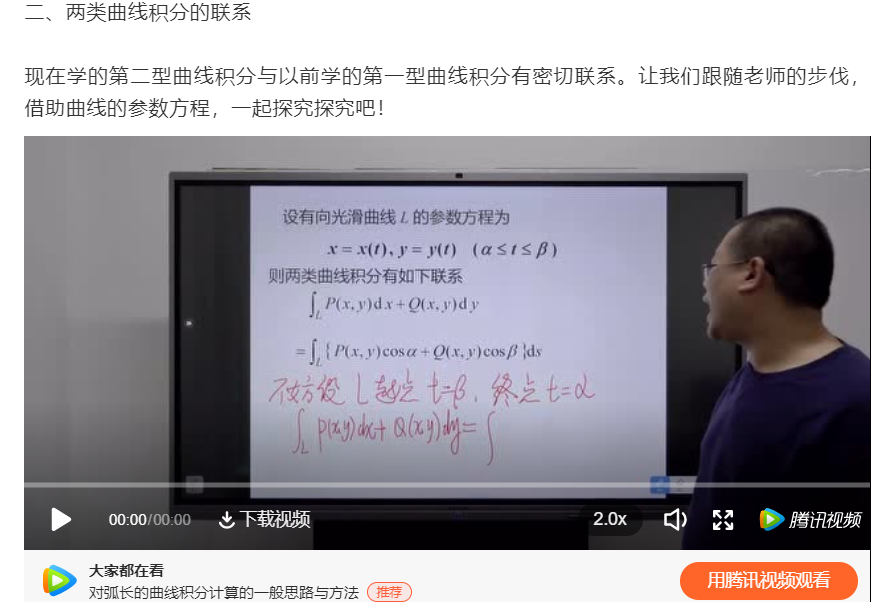 二、两类曲线积分的联系
现在学的第二型曲线积分与以前学的第一型曲线积分有密切联系。让我们跟随老师的步伐，
借助曲线的参数方程，一起探究探究吧！
设有向光滑曲线 L 的参数方程为
x = x(t), y = y(t) (α ≤ t ≤ β)
则两类曲线积分有如下联系
∫_L P(x, y)dx + Q(x, y)dy
= ∫_L {P(x, y)cosα + Q(x, y)cosβ}ds
不妨设 L 起点 t=β, 终点 t=α
∫_L P(x,y)dx + Q(x,y)dy = ∫
00:00/00:00 下载视频 2.0x 腾讯视频
大家都在看
对弧长的曲线积分计算的一般思路与方法 推荐
用腾讯视频观看